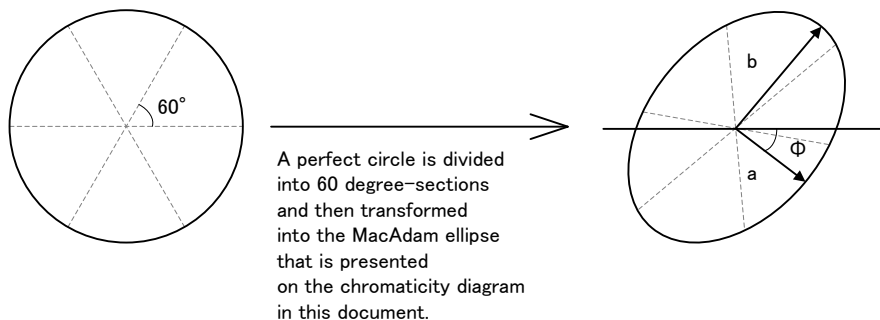 60°
A perfect circle is divided
into 60 degree-sections
and then transformed
into the MacAdam ellipse
that is presented
on the chromaticity diagram
in this document.
b
Φ
a